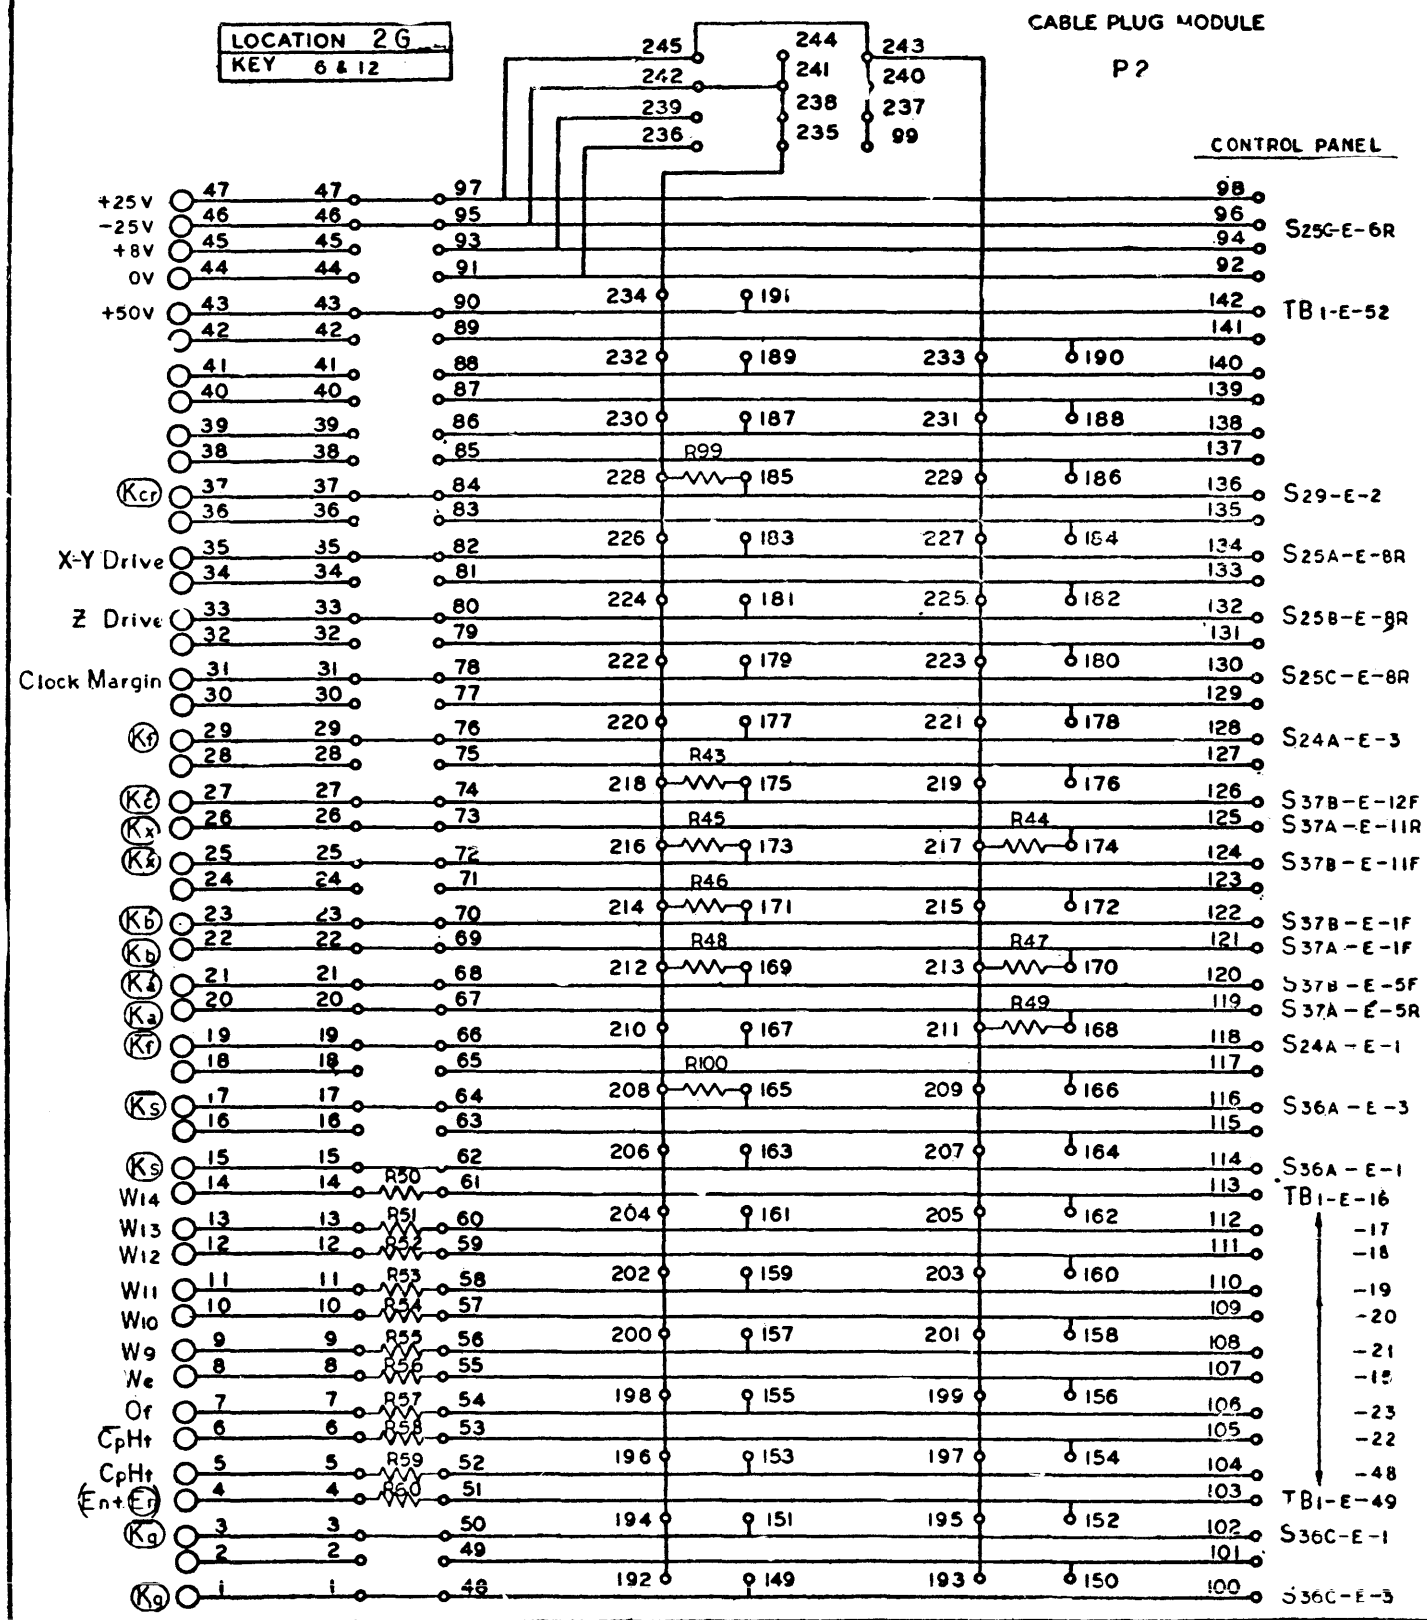 CABLE PLUG MODULE
LOCATION 2G
KEY 6 & 12
P2
245 244 243
242 241 240
239 238 237
236 235 99
CONTROL PANEL
+25V 47 47 97 98
-25V 46 46 95 96 S25C-E-6R
+8V 45 45 93 94
0V 44 44 91 92
234 191
+50V 43 43 90 142 TB1-E-52
42 42 89 141
232 189 233 190
41 41 88 140
40 40 87 139
230 187 231 188
39 39 86 138
38 38 85 137
R99
228 185 229 186
Kcr 37 37 84 136 S29-E-2
36 36 83 135
226 183 227 184
X-Y Drive 35 35 82 134 S25A-E-8R
34 34 81 133
224 181 225 182
Z Drive 33 33 80 132 S25B-E-8R
32 32 79 131
222 179 223 180
Clock Margin 31 31 78 130 S25C-E-8R
30 30 77 129
220 177 221 178
Kf 29 29 76 128 S24A-E-3
28 28 75 127
R43
218 175 219 176
27 27 74 126 S37B-E-12F
Kx 26 26 73 125 S37A-E-11R
R45 R44
216 173 217 174
25 25 72 124 S37B-E-11F
24 24 71 123
R46
214 171 215 172
Kb' 23 23 70 122 S37B-E-1F
Kb 22 22 69 121 S37A-E-1F
R48 R47
212 169 213 170
21 21 68 120 S37B-E-5F
Ka 20 20 67 119 S37A-E-5R
R49
210 167 211 168
K̅f 19 19 66 118 S24A-E-1
18 18 65 117
R100
208 165 209 166
K̅s 17 17 64 116 S36A-E-3
16 16 63 115
206 163 207 164
Ks 15 15 62 114 S36A-E-1
W14 14 14 R50 61 113 TB1-E-16
204 161 205 162
W13 13 13 R51 60 112 -17
W12 12 12 R52 59 111 -18
202 159 203 160
W11 11 11 R53 58 110 -19
W10 10 10 R54 57 109 -20
200 157 201 158
W9 9 9 R55 56 108 -21
We 8 8 R56 55 107 -15
198 155 199 156
Of 7 7 R57 54 106 -23
C̅pHt 6 6 R58 53 105 -22
196 153 197 154
CpHt 5 5 R59 52 104 -48
(Ent.Er) 4 4 R60 51 103 TB1-E-49
194 151 195 152
K̅g 3 3 50 102 S36C-E-1
2 2 49 101
192 149 193 150
Kg 1 1 48 100 S36C-E-3